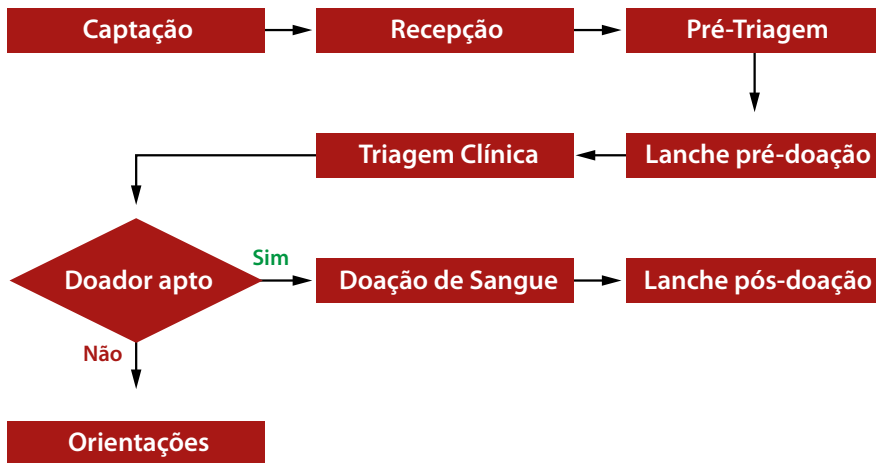 Captação
Recepção
Pré-Triagem
Lanche pré-doação
Triagem Clínica
Doador apto
Sim
Doação de Sangue
Lanche pós-doação
Não
Orientações